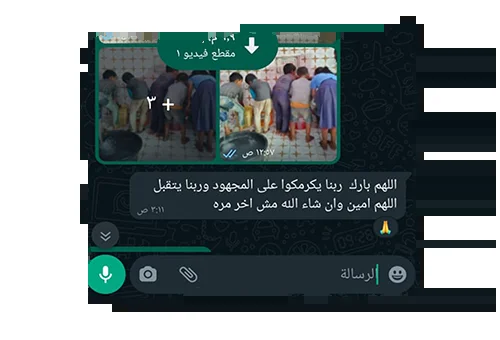 مقطع فيديو ١
+ ٣
١٢:٥٧ ص
اللهم بارك ربنا يكرمكوا على المجهود وربنا يتقبل
اللهم امين وان شاء الله مش اخر مره
٣:١١ ص
الرسالة